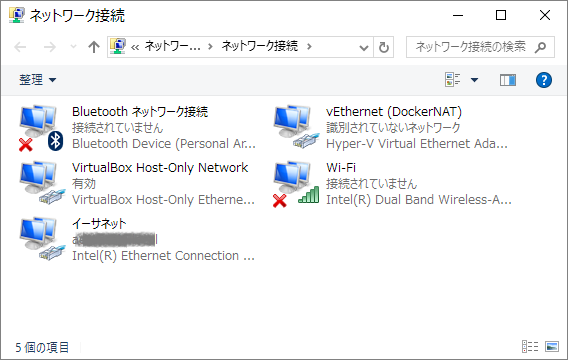 ネットワーク接続
« ネットワー... › ネットワーク接続 ›
ネットワーク接続の検索
整理
Bluetooth ネットワーク接続
接続されていません
Bluetooth Device (Personal Ar...
vEthernet (DockerNAT)
識別されていないネットワーク
Hyper-V Virtual Ethernet Ada...
VirtualBox Host-Only Network
有効
VirtualBox Host-Only Etherne...
Wi-Fi
接続されていません
Intel(R) Dual Band Wireless-A...
イーサネット
Intel(R) Ethernet Connection ...
5 個の項目